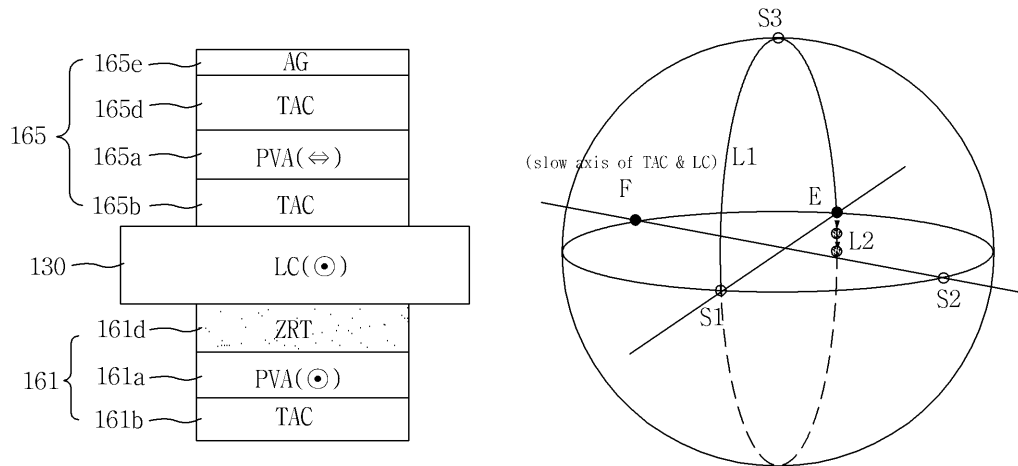 165
165e
AG
165d
TAC
165a
PVA(⇔)
165b
TAC
130
LC(⊙)
161
161d
ZRT
161a
PVA(⊙)
161b
TAC
S3
(slow axis of TAC & LC)
L1
F
E
L2
S1
S2